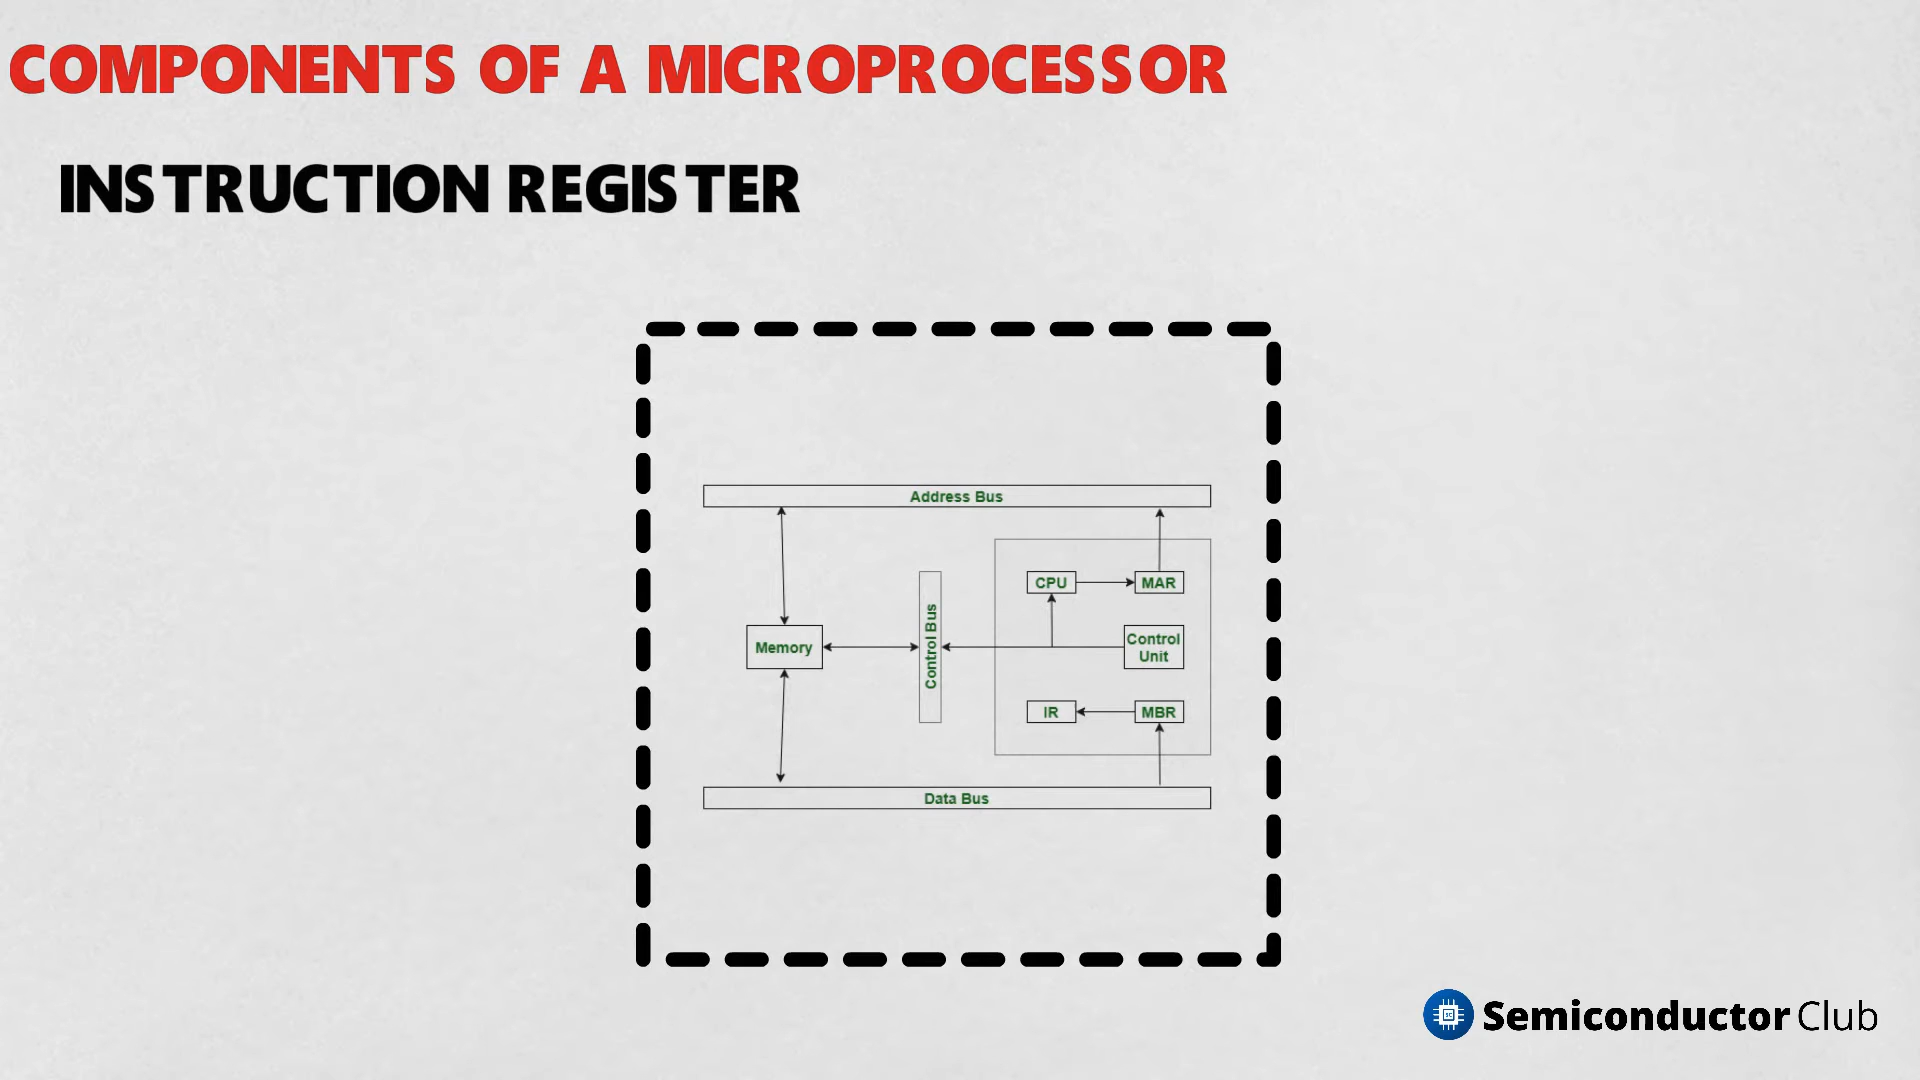 COMPONENTS OF A MICROPROCESSOR
INSTRUCTION REGISTER
Address Bus
CPU
MAR
Control Bus
Memory
Control
Unit
IR
MBR
Data Bus
SC
Semiconductor Club